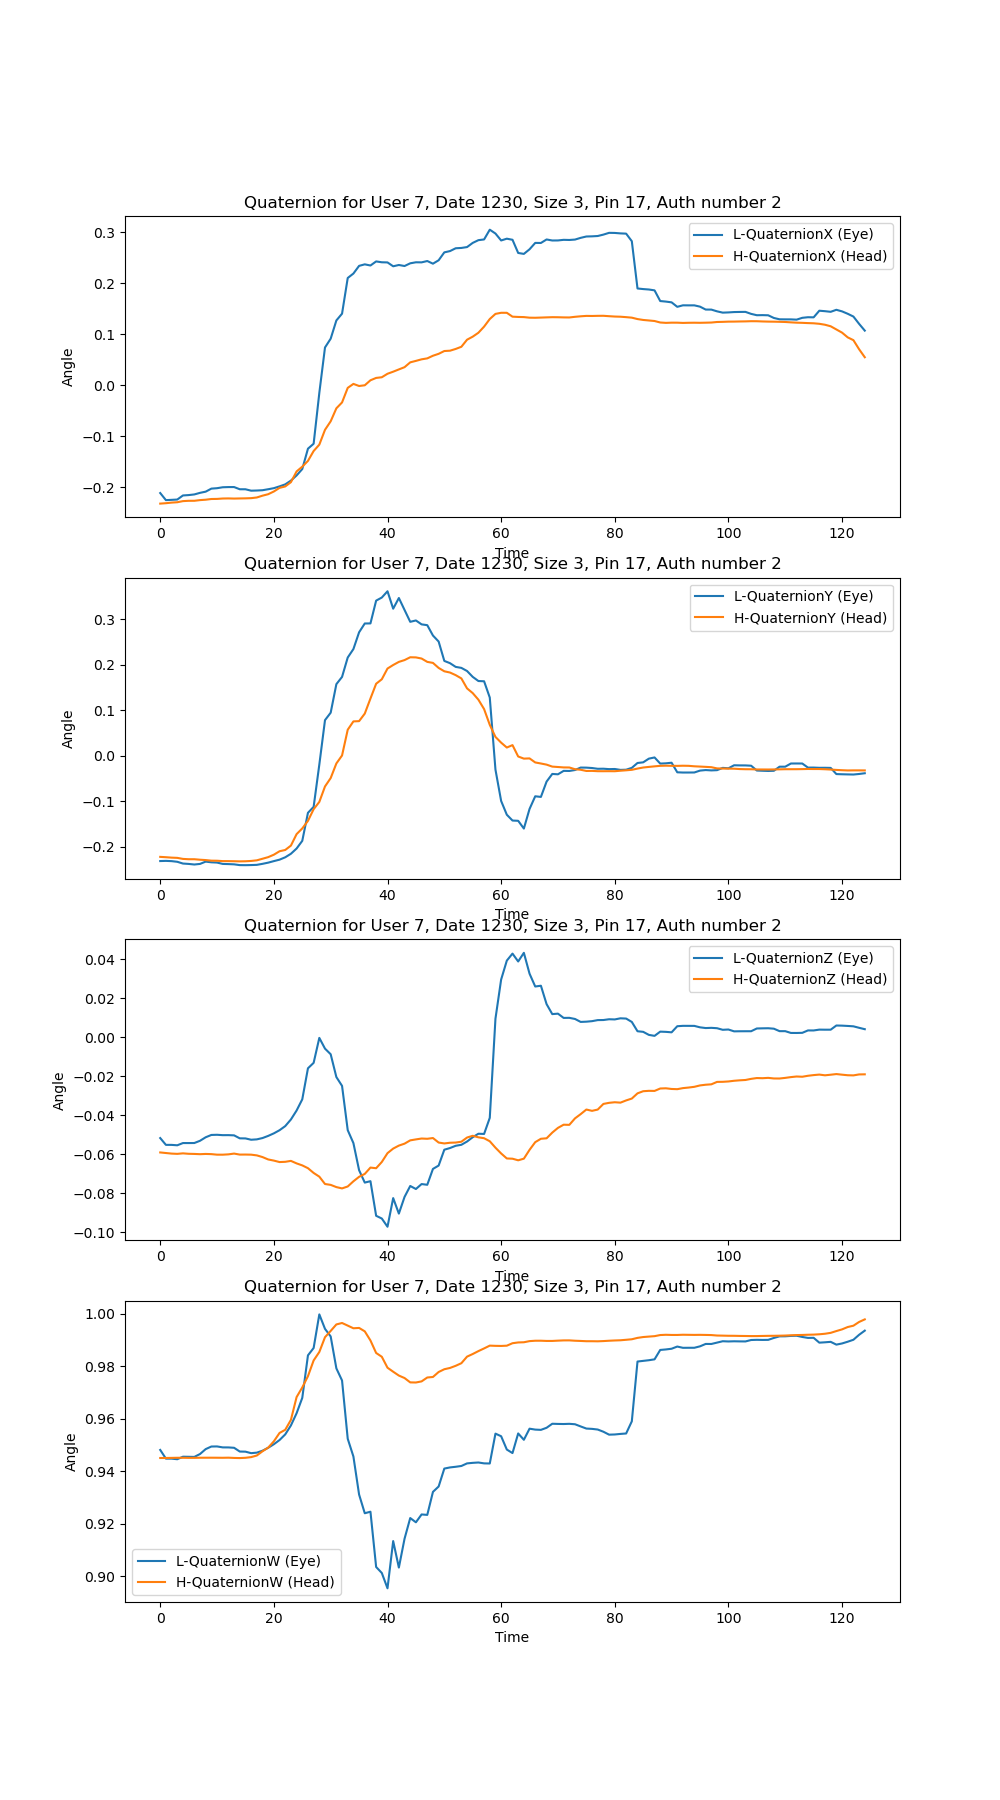 Quaternion for User 7, Date 1230, Size 3, Pin 17, Auth number 2
Angle
0.3
0.2
0.1
0.0
−0.1
−0.2
L-QuaternionX (Eye)
H-QuaternionX (Head)
0 20 40 60 80 100 120
Time
Quaternion for User 7, Date 1230, Size 3, Pin 17, Auth number 2
Angle
0.3
0.2
0.1
0.0
−0.1
−0.2
L-QuaternionY (Eye)
H-QuaternionY (Head)
0 20 40 60 80 100 120
Time
Quaternion for User 7, Date 1230, Size 3, Pin 17, Auth number 2
Angle
0.04
0.02
0.00
−0.02
−0.04
−0.06
−0.08
−0.10
L-QuaternionZ (Eye)
H-QuaternionZ (Head)
0 20 40 60 80 100 120
Time
Quaternion for User 7, Date 1230, Size 3, Pin 17, Auth number 2
Angle
1.00
0.98
0.96
0.94
0.92
0.90
L-QuaternionW (Eye)
H-QuaternionW (Head)
0 20 40 60 80 100 120
Time